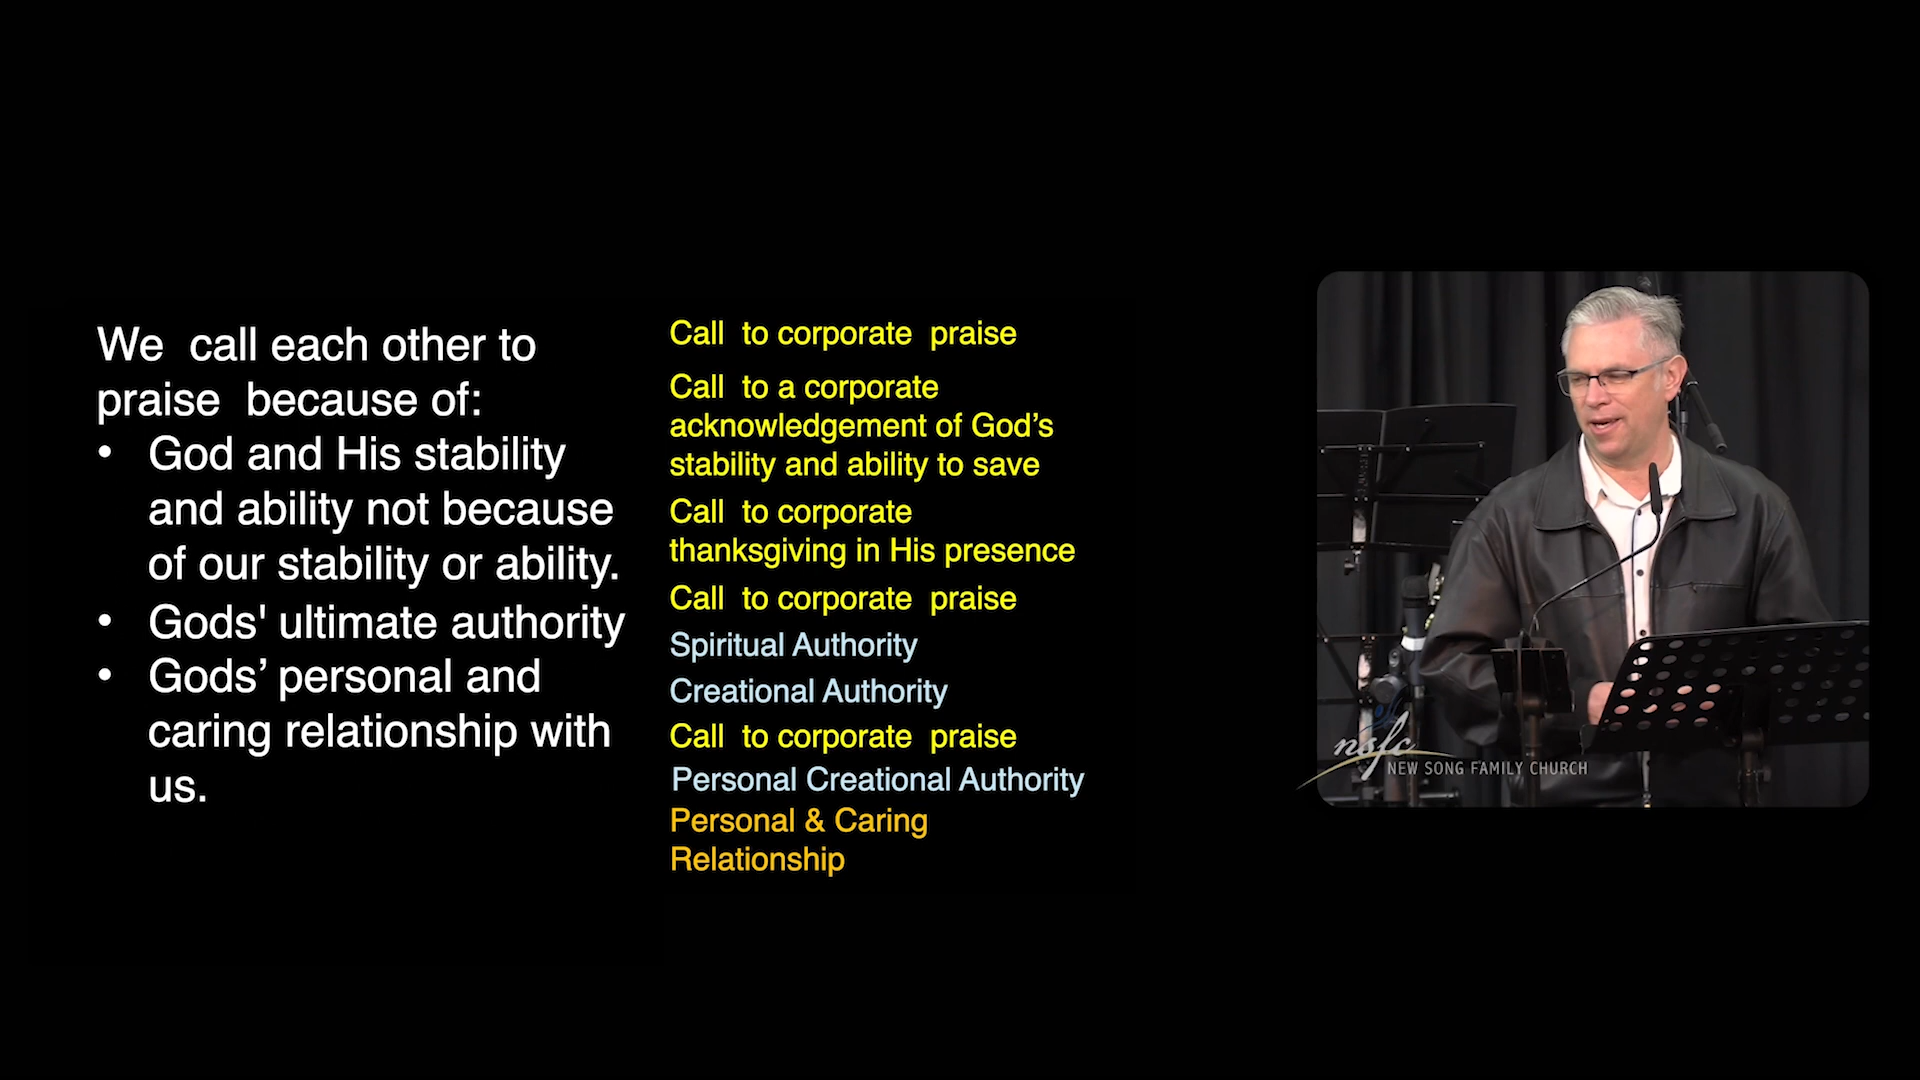 We call each other to
praise because of:
• God and His stability
and ability not because
of our stability or ability.
• Gods' ultimate authority
• Gods’ personal and
caring relationship with
us.
Call to corporate praise
Call to a corporate
acknowledgement of God’s
stability and ability to save
Call to corporate
thanksgiving in His presence
Call to corporate praise
Spiritual Authority
Creational Authority
Call to corporate praise
Personal Creational Authority
Personal & Caring
Relationship
nsfc
NEW SONG FAMILY CHURCH